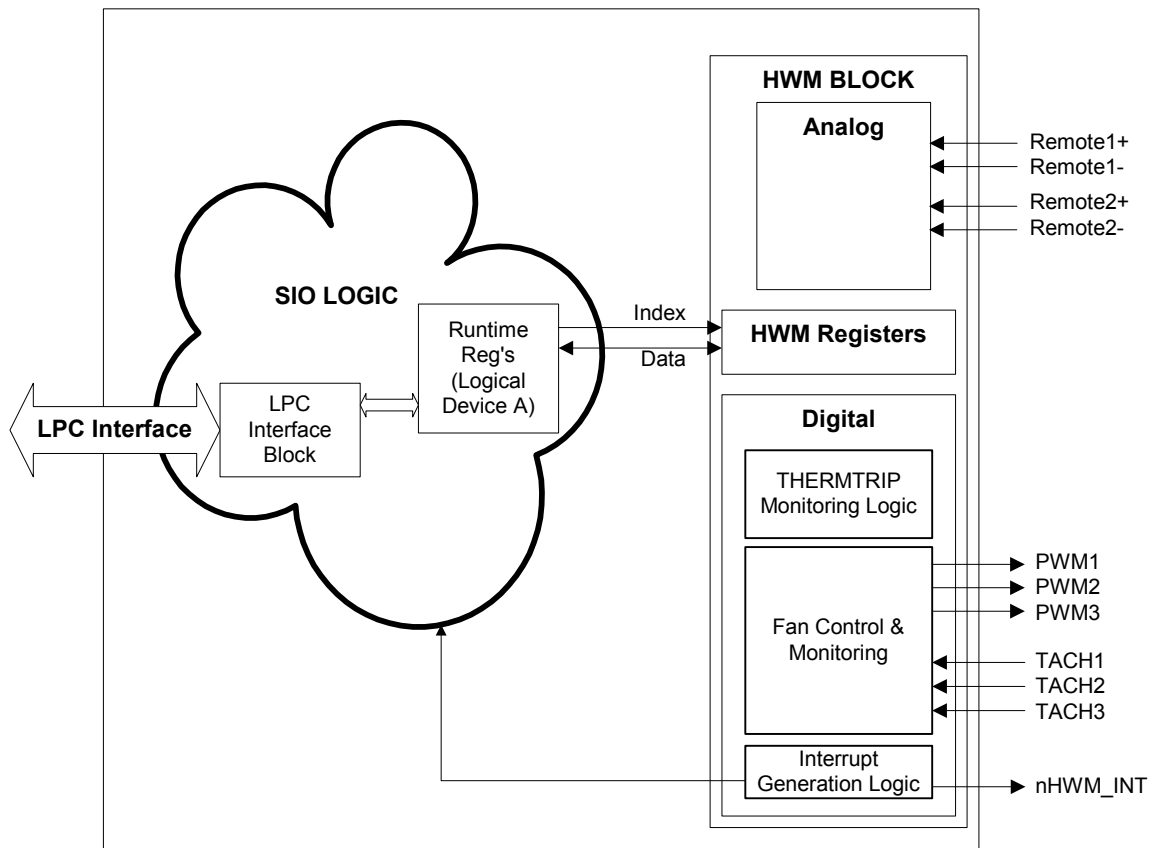 HWM BLOCK
Analog
Remote1+
Remote1-
Remote2+
Remote2-
SIO LOGIC
Runtime
Reg's
(Logical
Device A)
Index
Data
HWM Registers
LPC Interface
LPC
Interface
Block
Digital
THERMTRIP
Monitoring Logic
Fan Control &
Monitoring
PWM1
PWM2
PWM3
TACH1
TACH2
TACH3
Interrupt
Generation Logic
nHWM_INT